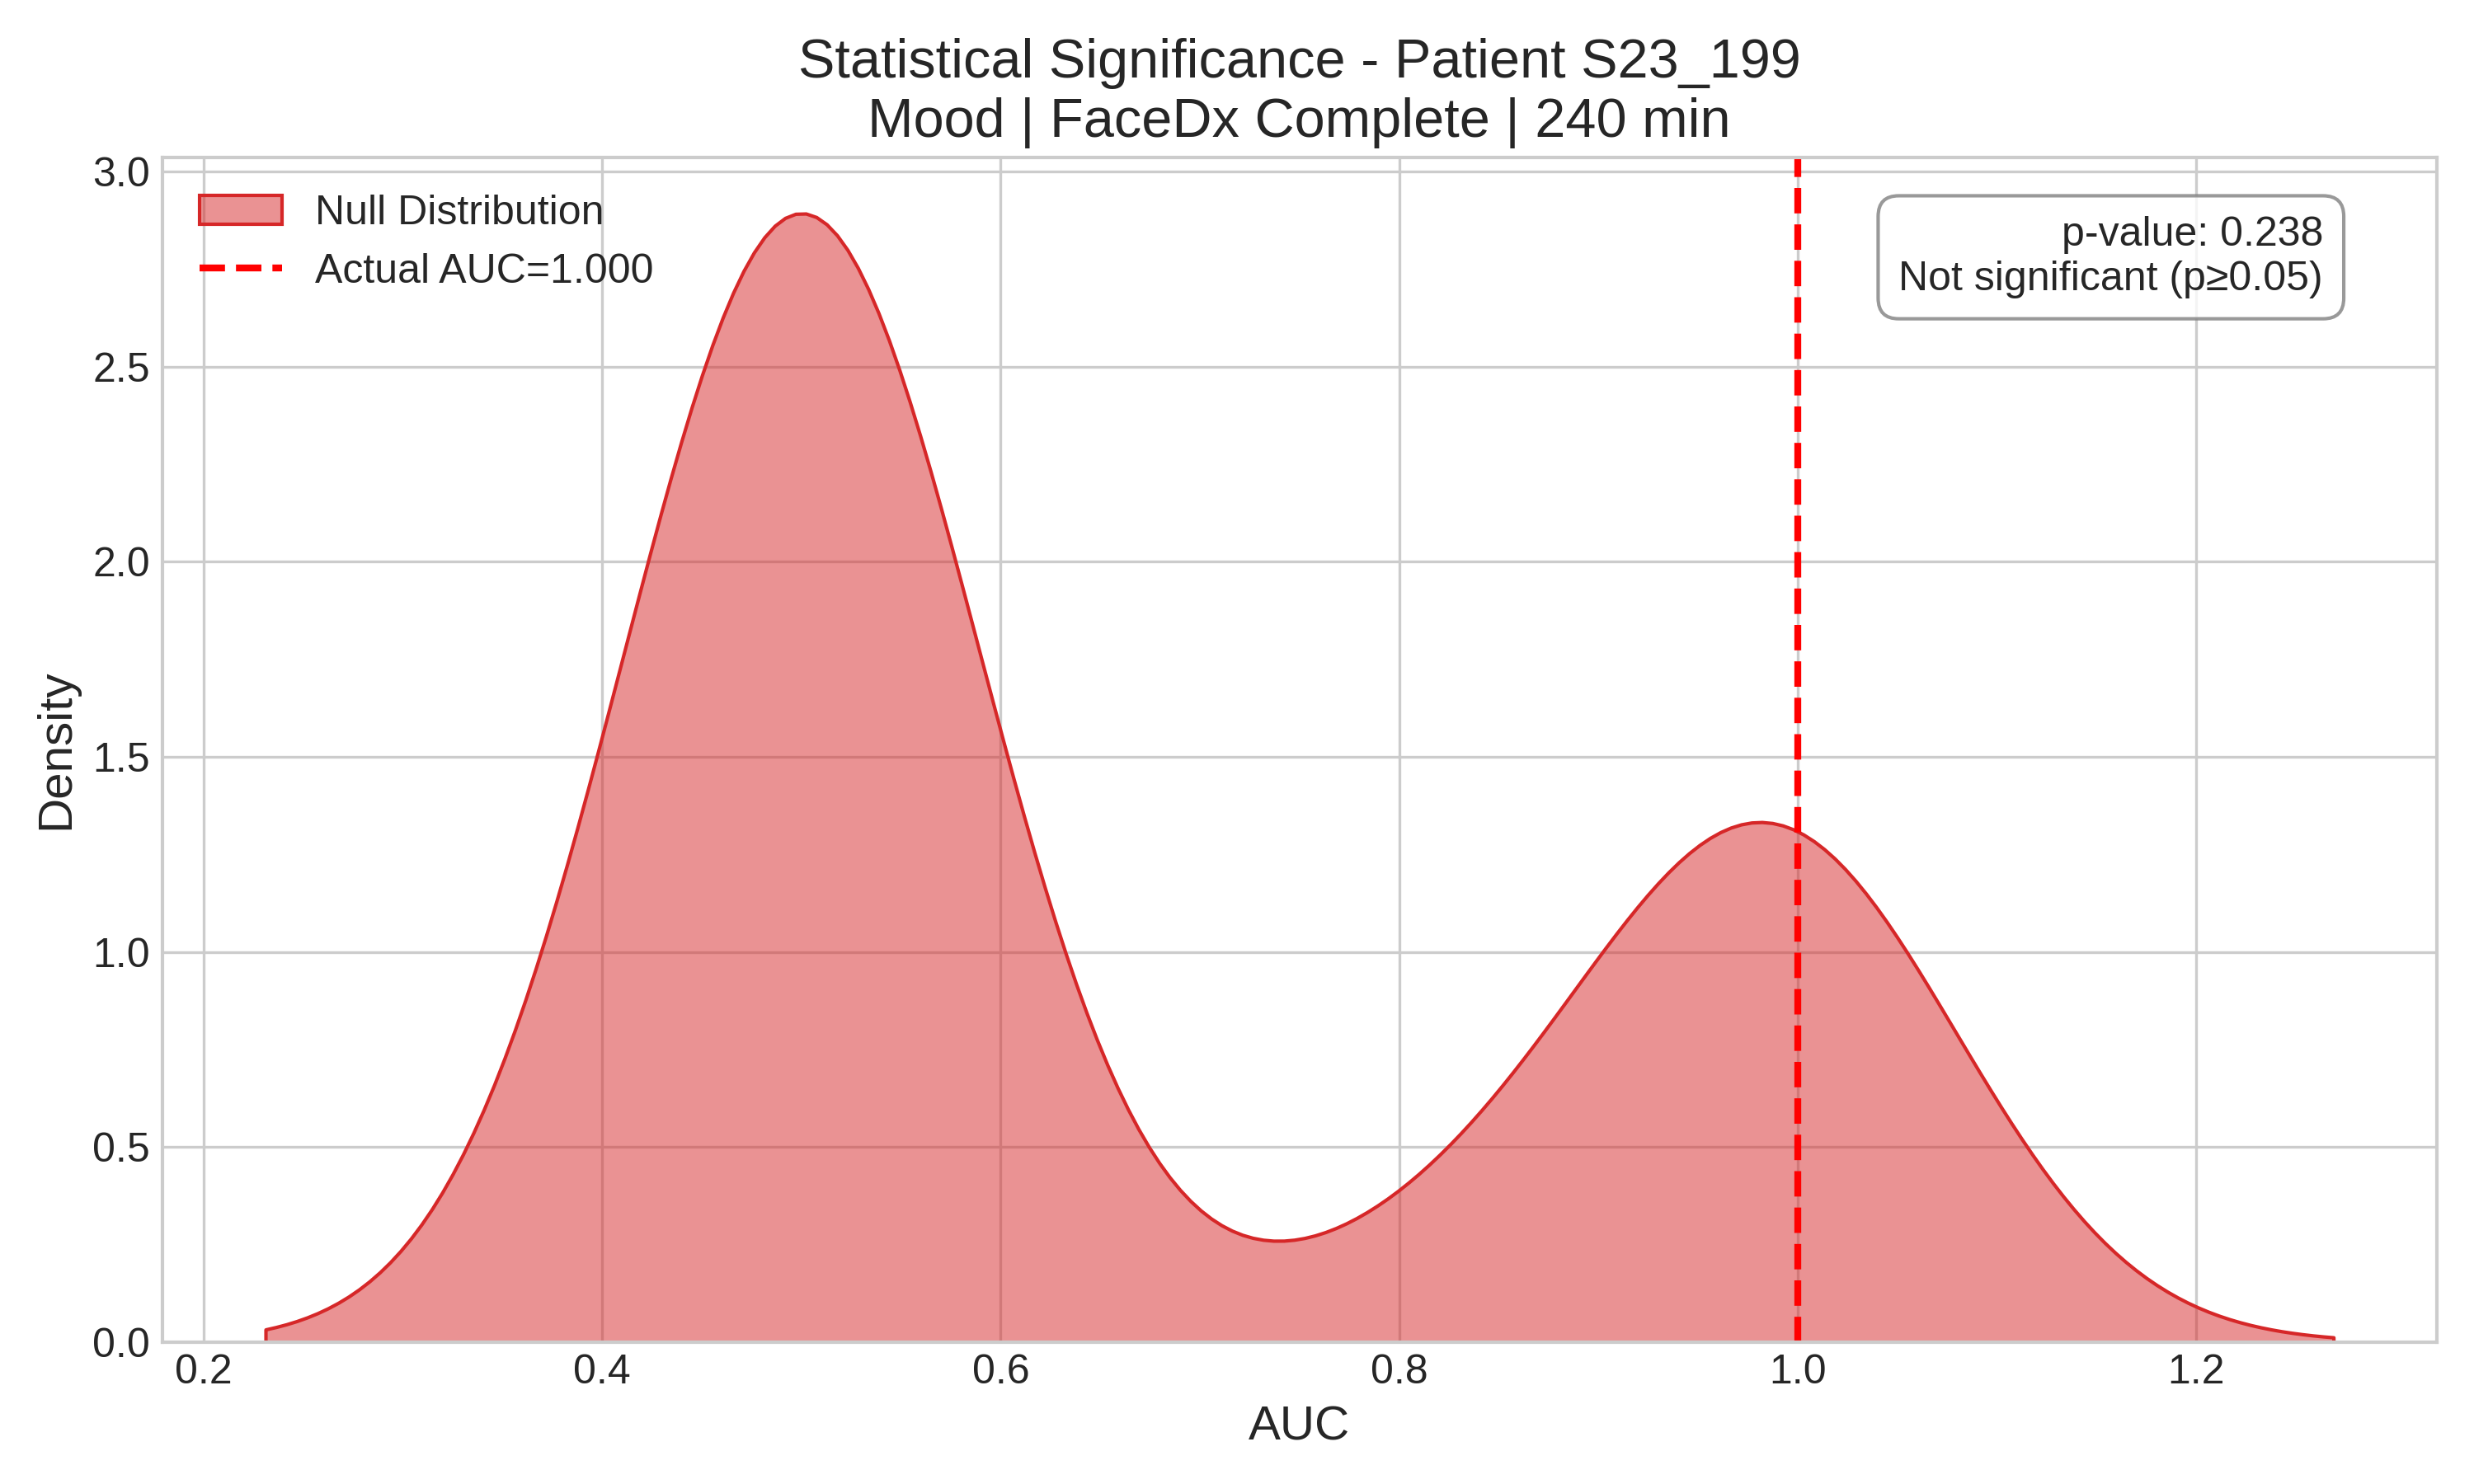 Statistical Significance - Patient S23_199
Mood | FaceDx Complete | 240 min
3.0
2.5
2.0
1.5
1.0
0.5
0.0
Density
Null Distribution
Actual AUC=1.000
p-value: 0.238
Not significant (p≥0.05)
0.2 0.4 0.6 0.8 1.0 1.2
AUC